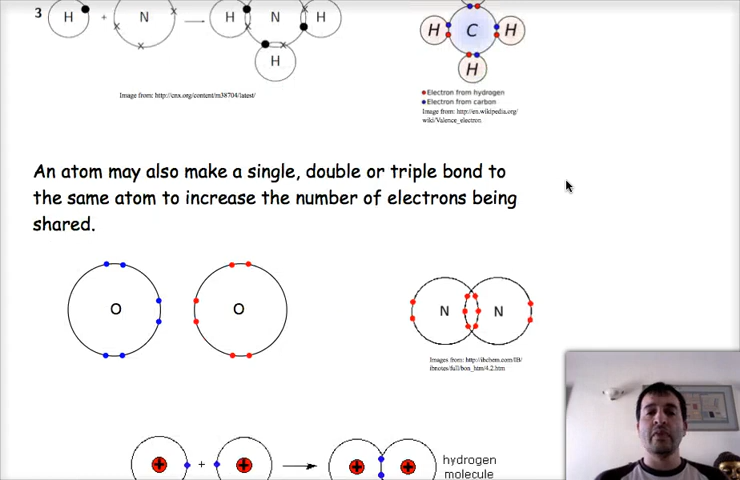 3
H + N
H N H
H
H C H
H
Electron from hydrogen
Electron from carbon
Image from: http://en.wikipedia.org/
wiki/Valence_electron
Image from: http://cnx.org/content/m38704/latest/
An atom may also make a single, double or triple bond to
the same atom to increase the number of electrons being
shared.
O O
N N
Images from: http://ibchem.com/IB/
ibnotes/full/bon_htm/4.2.htm
+ + +
+ +
hydrogen
molecule